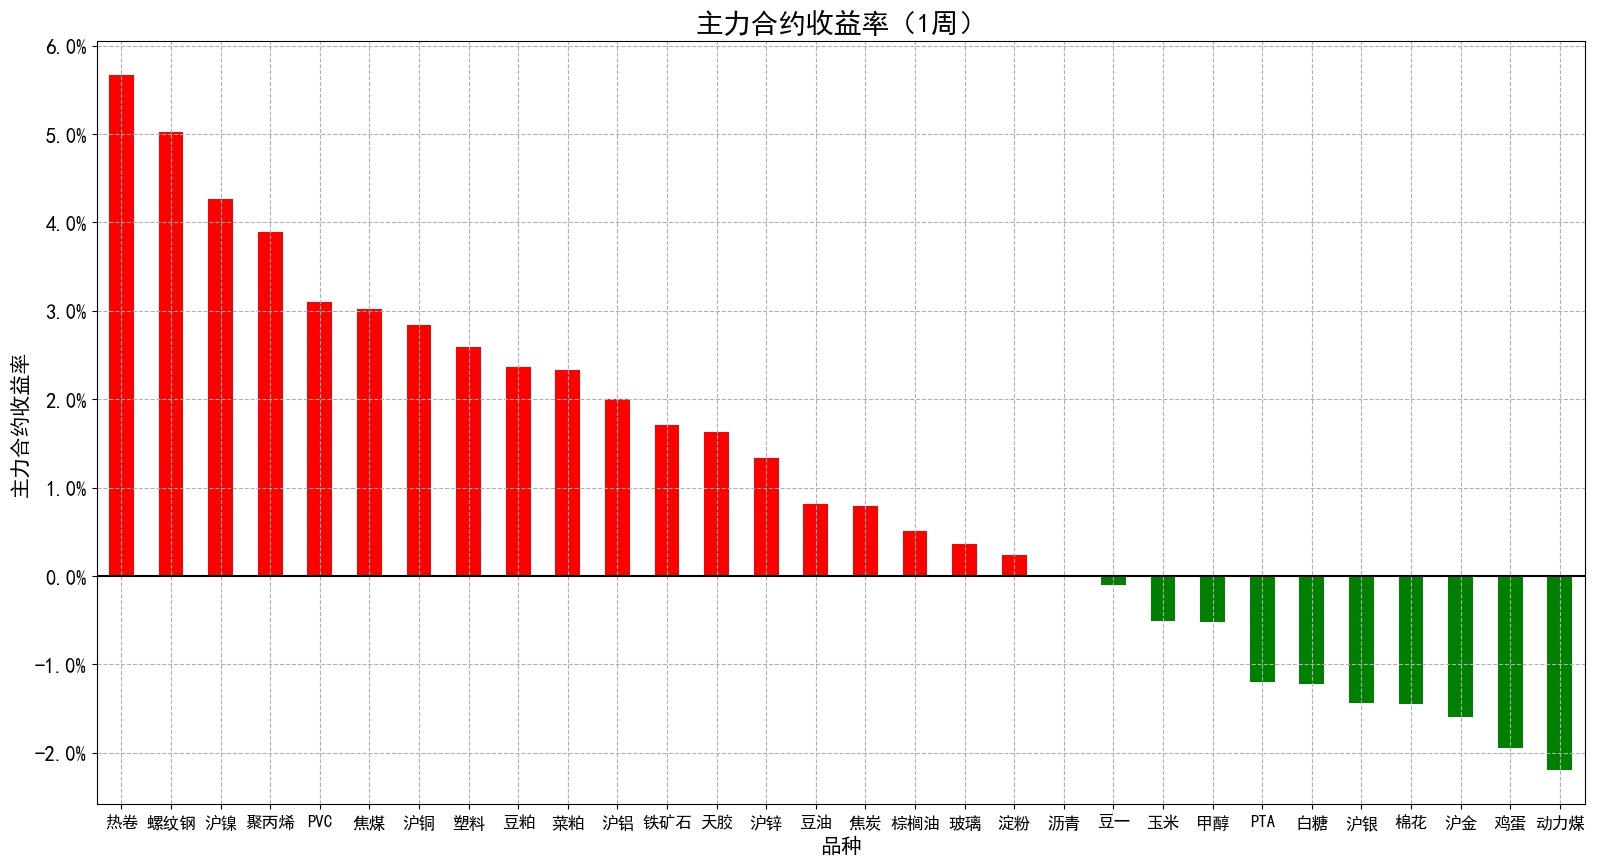 主力合约收益率（1周）
主力合约收益率
6.0%
5.0%
4.0%
3.0%
2.0%
1.0%
0.0%
−1.0%
−2.0%
热卷 螺纹钢 沪镍 聚丙烯 PVC 焦煤 沪铜 塑料 豆粕 菜粕 沪铝 铁矿石 天胶 沪锌 豆油 焦炭 棕榈油 玻璃 淀粉 沥青 豆一 玉米 甲醇 PTA 白糖 沪银 棉花 沪金 鸡蛋 动力煤
品种